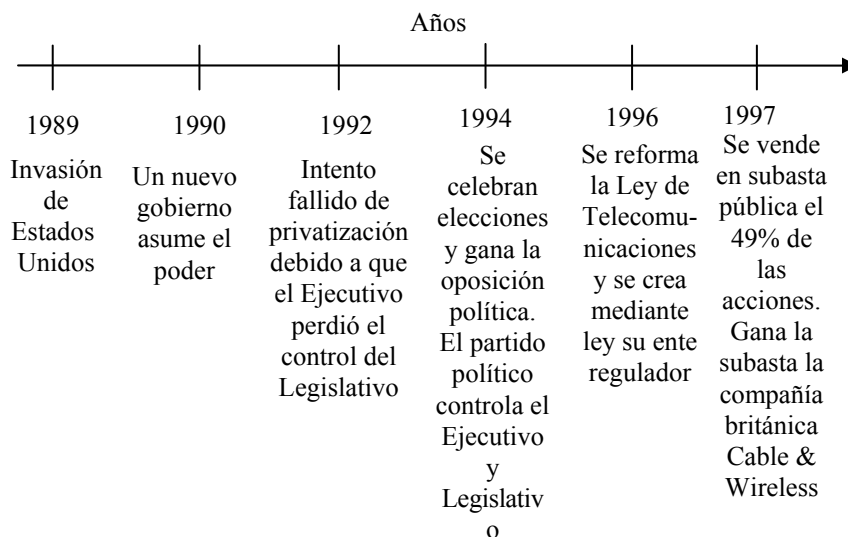 Años
1989
Invasión
de
Estados
Unidos
1990
Un nuevo
gobierno
asume el
poder
1992
Intento
fallido de
privatización
debido a que
el Ejecutivo
perdió el
control del
Legislativo
1994
Se
celebran
elecciones
y gana la
oposición
política.
El partido
político
controla el
Ejecutivo
y
Legislativ
o
1996
Se reforma
la Ley de
Telecomu-
nicaciones
y se crea
mediante
ley su ente
regulador
1997
Se vende
en subasta
pública el
49% de
las
acciones.
Gana la
subasta la
compañía
británica
Cable &
Wireless